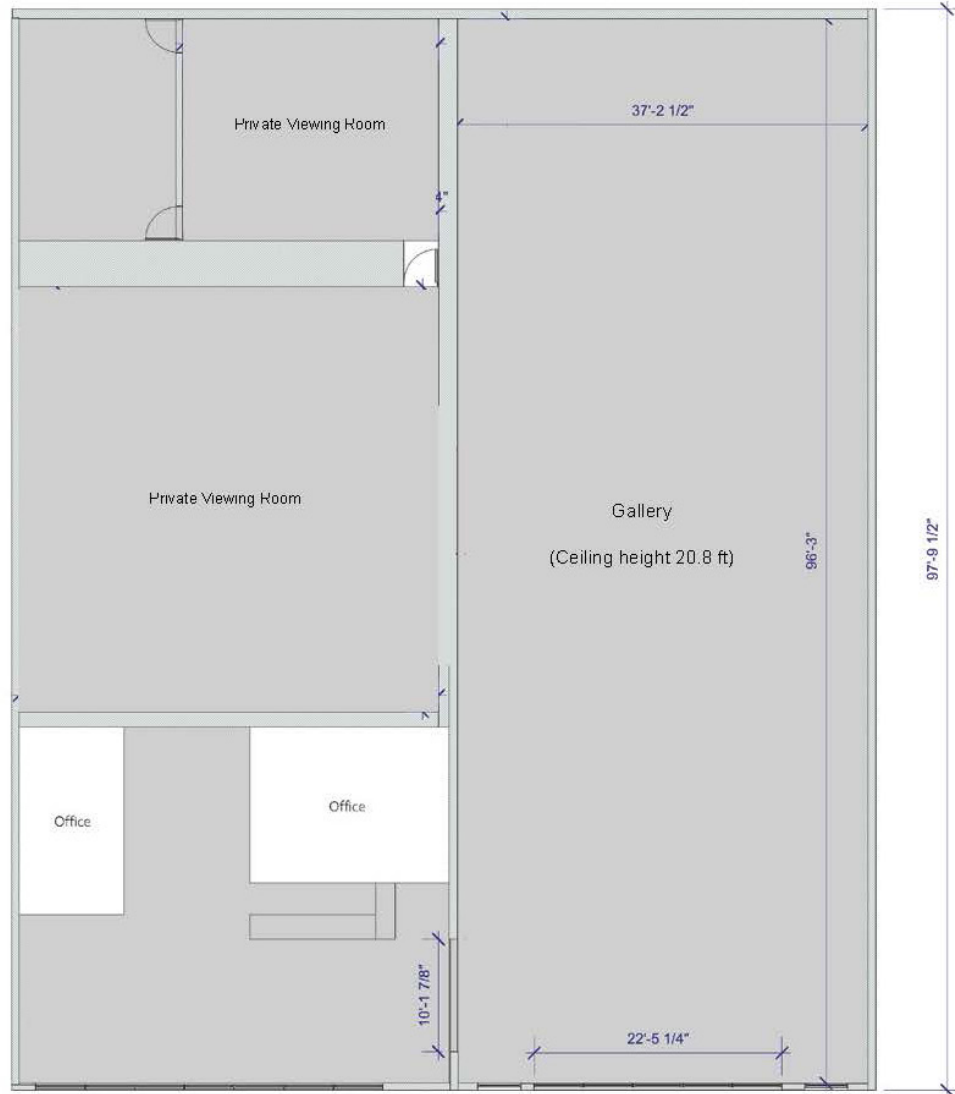 37'-2 1/2"
Private Viewing Room
4"
Private Viewing Room
Gallery
(Ceiling height 20.8 ft)
96'-3"
97'-9 1/2"
Office
Office
10'-1 7/8"
22'-5 1/4"